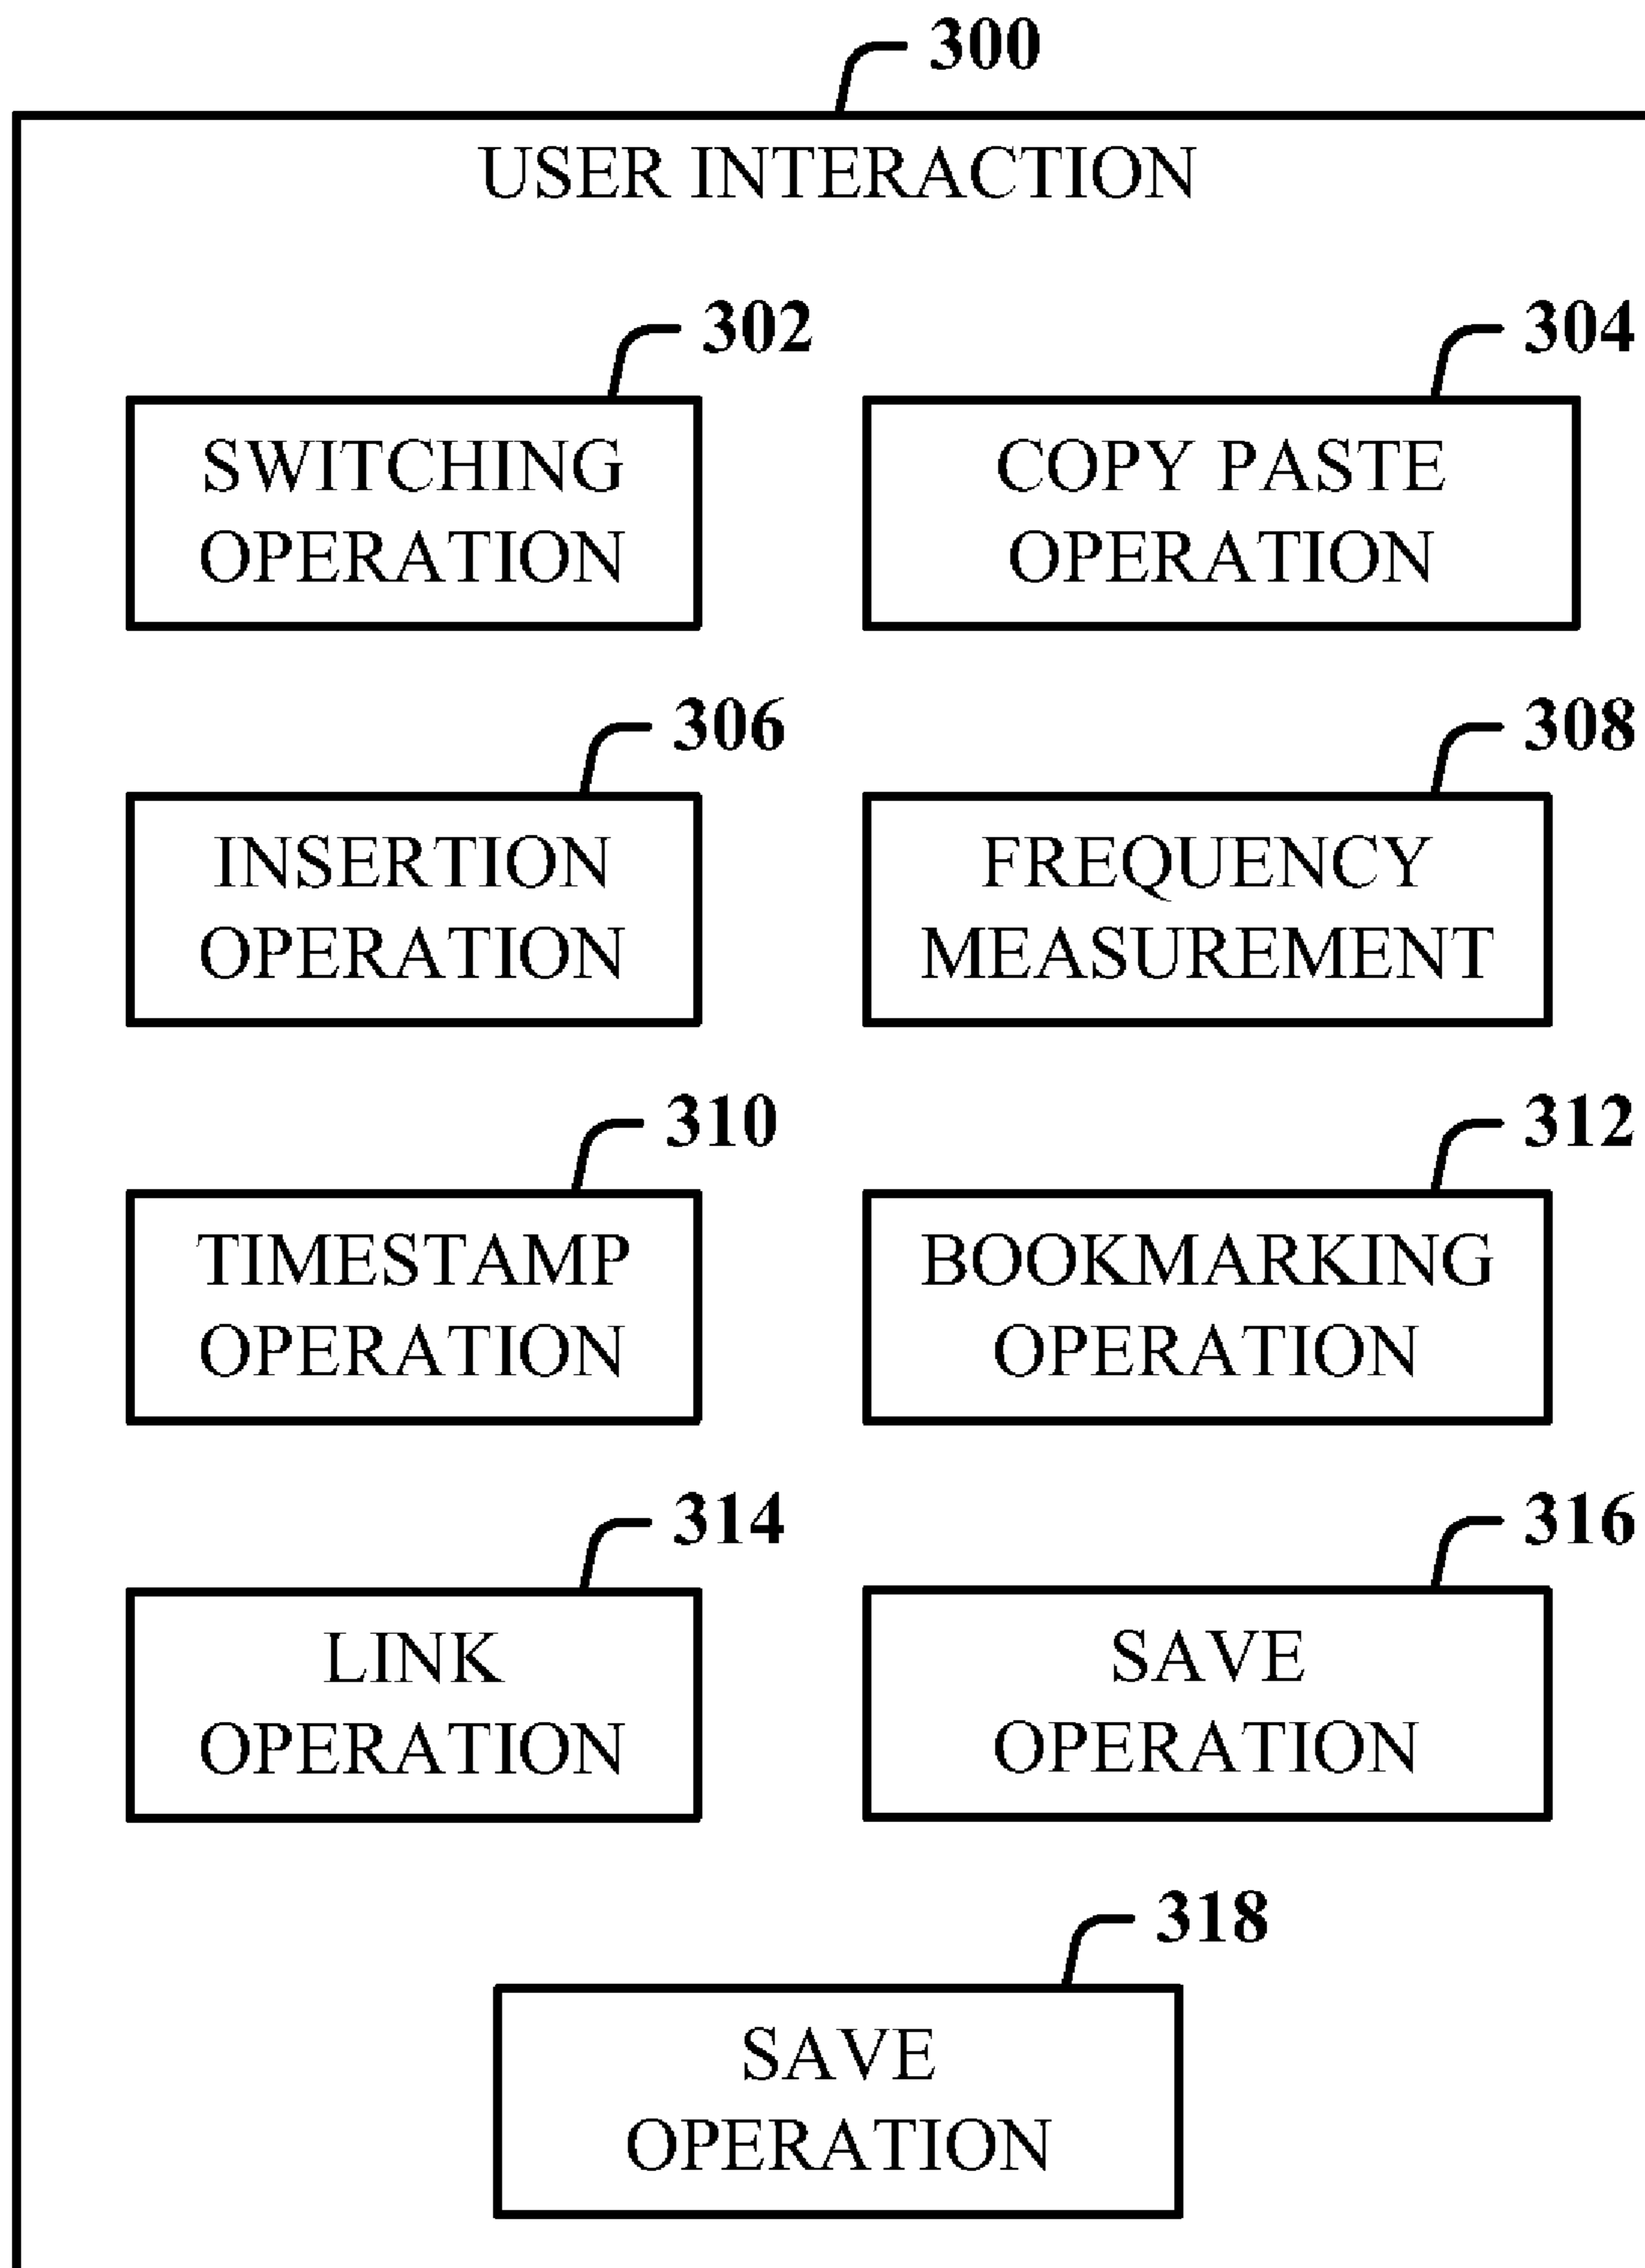 300
USER INTERACTION
302
SWITCHING
OPERATION
304
COPY PASTE
OPERATION
306
INSERTION
OPERATION
308
FREQUENCY
MEASUREMENT
310
TIMESTAMP
OPERATION
312
BOOKMARKING
OPERATION
314
LINK
OPERATION
316
SAVE
OPERATION
318
SAVE
OPERATION